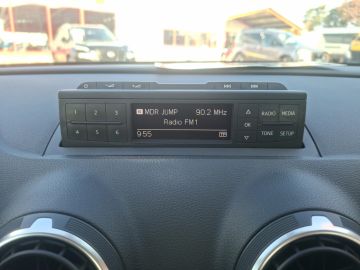 MDR JUMP 90.2 MHz
Radio FM1
9:55
1 2 3
4 5 6
OK
RADIO MEDIA
TONE SETUP